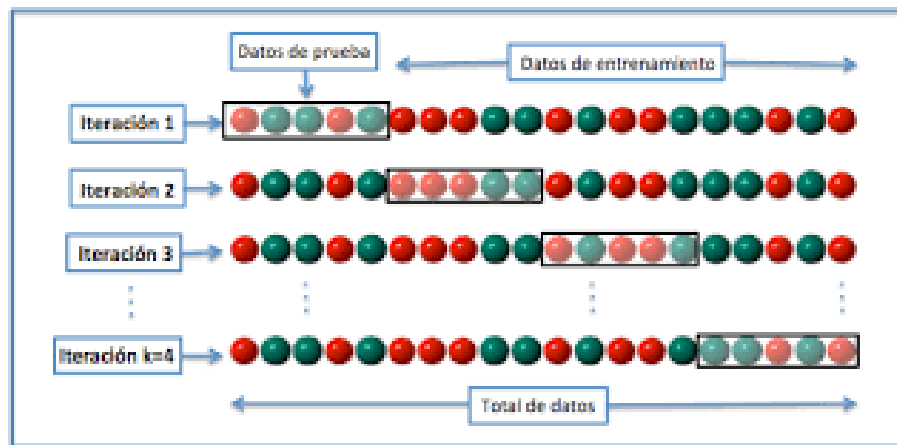 Datos de prueba
Datos de entrenamiento
Iteración 1
Iteración 2
Iteración 3
Iteración k=4
Total de datos